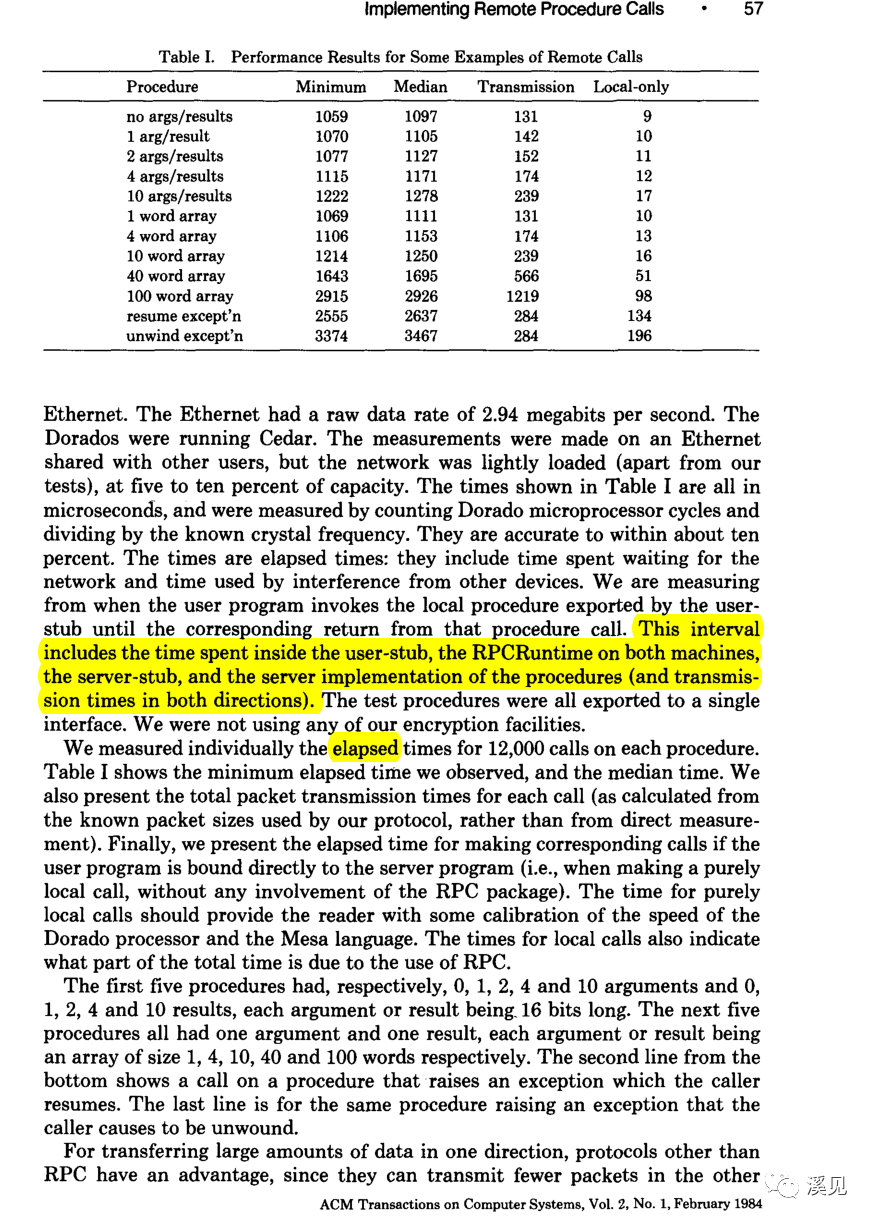 Implementing Remote Procedure Calls • 57
Table I. Performance Results for Some Examples of Remote Calls
Procedure Minimum Median Transmission Local-only
no args/results 1059 1097 131 9
1 arg/result 1070 1105 142 10
2 args/results 1077 1127 152 11
4 args/results 1115 1171 174 12
10 args/results 1222 1278 239 17
1 word array 1069 1111 131 10
4 word array 1106 1153 174 13
10 word array 1214 1250 239 16
40 word array 1643 1695 566 51
100 word array 2915 2926 1219 98
resume except'n 2555 2637 284 134
unwind except'n 3374 3467 284 196
Ethernet. The Ethernet had a raw data rate of 2.94 megabits per second. The
Dorados were running Cedar. The measurements were made on an Ethernet
shared with other users, but the network was lightly loaded (apart from our
tests), at five to ten percent of capacity. The times shown in Table I are all in
microseconds, and were measured by counting Dorado microprocessor cycles and
dividing by the known crystal frequency. They are accurate to within about ten
percent. The times are elapsed times: they include time spent waiting for the
network and time used by interference from other devices. We are measuring
from when the user program invokes the local procedure exported by the user-
stub until the corresponding return from that procedure call. This interval
includes the time spent inside the user-stub, the RPCRuntime on both machines,
the server-stub, and the server implementation of the procedures (and transmis-
sion times in both directions). The test procedures were all exported to a single
interface. We were not using any of our encryption facilities.
We measured individually the elapsed times for 12,000 calls on each procedure.
Table I shows the minimum elapsed time we observed, and the median time. We
also present the total packet transmission times for each call (as calculated from
the known packet sizes used by our protocol, rather than from direct measure-
ment). Finally, we present the elapsed time for making corresponding calls if the
user program is bound directly to the server program (i.e., when making a purely
local call, without any involvement of the RPC package). The time for purely
local calls should provide the reader with some calibration of the speed of the
Dorado processor and the Mesa language. The times for local calls also indicate
what part of the total time is due to the use of RPC.
The first five procedures had, respectively, 0, 1, 2, 4 and 10 arguments and 0,
1, 2, 4 and 10 results, each argument or result being 16 bits long. The next five
procedures all had one argument and one result, each argument or result being
an array of size 1, 4, 10, 40 and 100 words respectively. The second line from the
bottom shows a call on a procedure that raises an exception which the caller
resumes. The last line is for the same procedure raising an exception that the
caller causes to be unwound.
For transferring large amounts of data in one direction, protocols other than
RPC have an advantage, since they can transmit fewer packets in the other
溪见
ACM Transactions on Computer Systems, Vol. 2, No. 1, February 1984